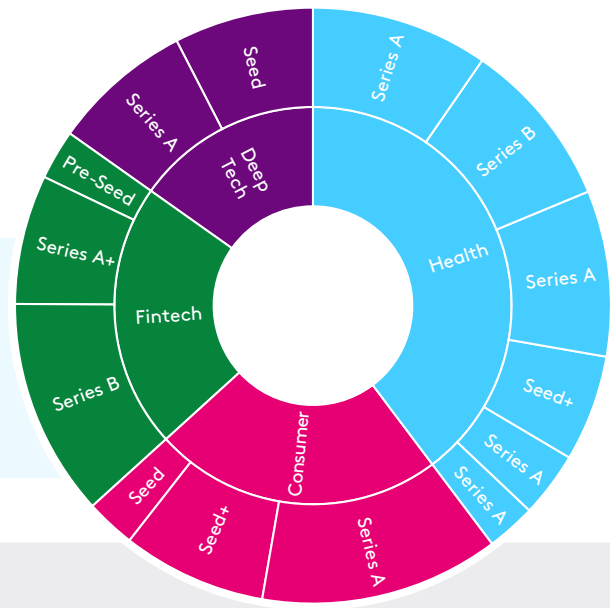 Series A
Series B
Series A
Seed+
Series A
Series A
Health
Series A
Seed+
Seed
Consumer
Series B
Series A+
Pre-Seed
Fintech
Series A
Seed
Deep
Tech